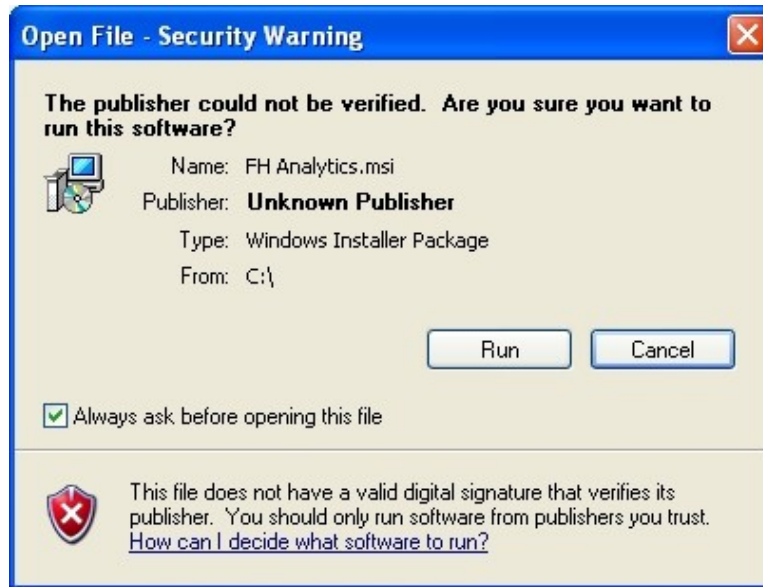 Open File - Security Warning
The publisher could not be verified. Are you sure you want to
run this software?
Name: FH Analytics.msi
Publisher: Unknown Publisher
Type: Windows Installer Package
From: C:\
Run Cancel
Always ask before opening this file
This file does not have a valid digital signature that verifies its
publisher. You should only run software from publishers you trust.
How can I decide what software to run?